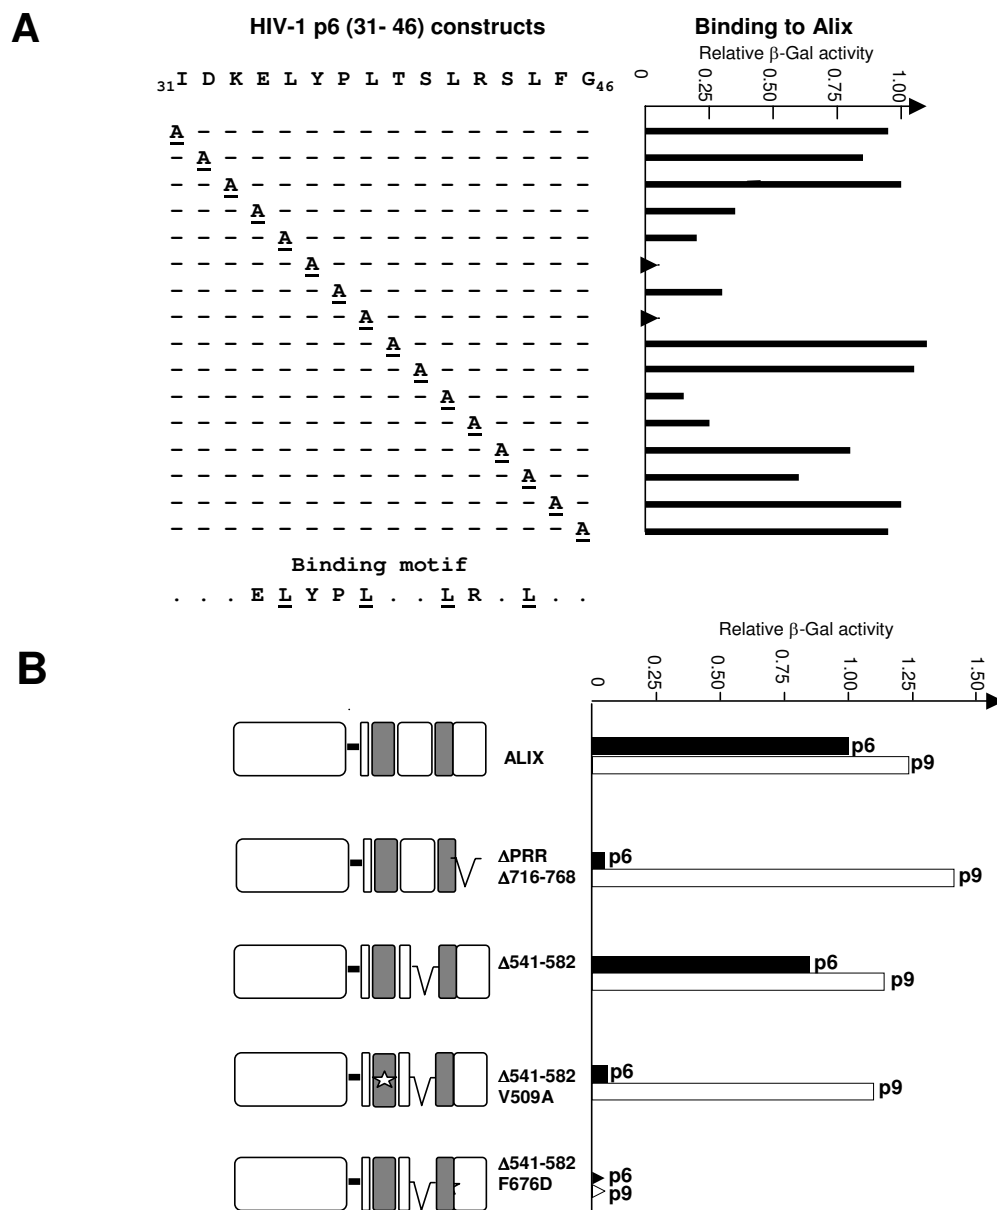 A
HIV-1 p6 (31- 46) constructs
Binding to Alix
Relative β-Gal activity
0 0.25 0.50 0.75 1.00
31 I D K E L Y P L T S L R S L F G 46
A – – – – – – – – – – – – – – –
– A – – – – – – – – – – – – – –
– – A – – – – – – – – – – – – –
– – – A – – – – – – – – – – – –
– – – – A – – – – – – – – – – –
– – – – – A – – – – – – – – – –
– – – – – – A – – – – – – – – –
– – – – – – – A – – – – – – – –
– – – – – – – – A – – – – – – –
– – – – – – – – – A – – – – – –
– – – – – – – – – – A – – – – –
– – – – – – – – – – – A – – – –
– – – – – – – – – – – – A – – –
– – – – – – – – – – – – – A – –
– – – – – – – – – – – – – – A –
– – – – – – – – – – – – – – – A
Binding motif
. . . E L Y P L . . L R . L . .
B
Relative β-Gal activity
0 0.25 0.50 0.75 1.00 1.25 1.50
ALIX
p6
p9
ΔPRR
Δ716-768
p6
p9
Δ541-582
p6
p9
Δ541-582
V509A
p6
p9
Δ541-582
F676D
p6
p9